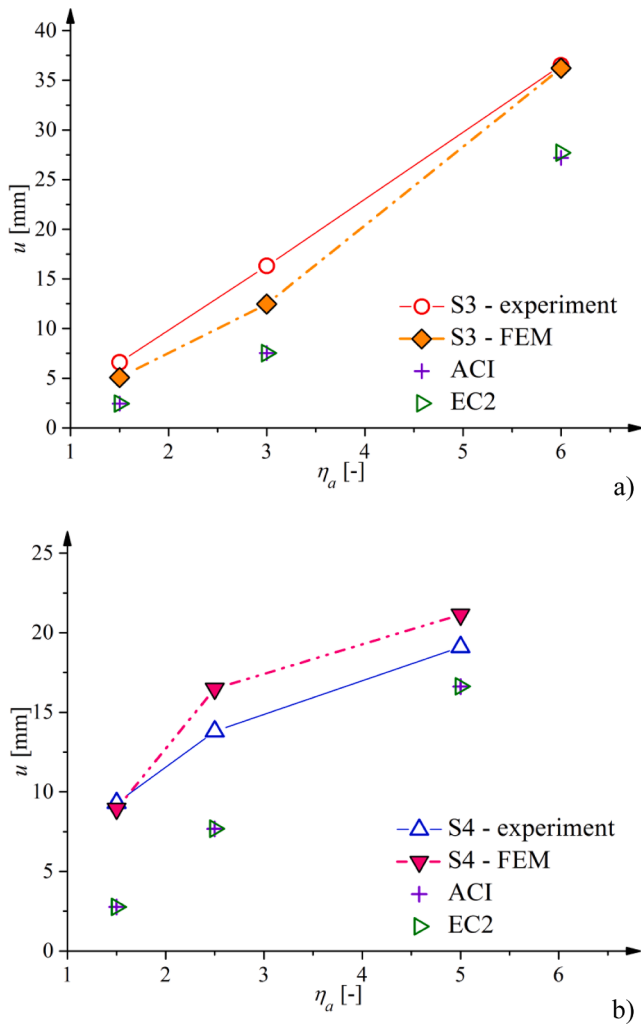 40
35
30
25
20
15
10
5
0
u [mm]
S3 - experiment
S3 - FEM
ACI
EC2
1 2 3 4 5 6
ηa [-]
a)
25
20
15
10
5
0
u [mm]
S4 - experiment
S4 - FEM
ACI
EC2
1 2 3 4 5 6
ηa [-]
b)